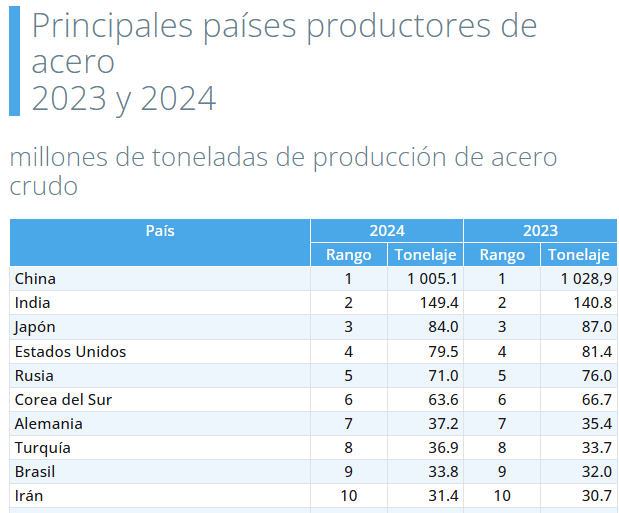 Principales países productores de
acero
2023 y 2024
millones de toneladas de producción de acero
crudo
País 2024 2023
Rango Tonelaje Rango Tonelaje
China 1 1 005.1 1 1 028,9
India 2 149.4 2 140.8
Japón 3 84.0 3 87.0
Estados Unidos 4 79.5 4 81.4
Rusia 5 71.0 5 76.0
Corea del Sur 6 63.6 6 66.7
Alemania 7 37.2 7 35.4
Turquía 8 36.9 8 33.7
Brasil 9 33.8 9 32.0
Irán 10 31.4 10 30.7